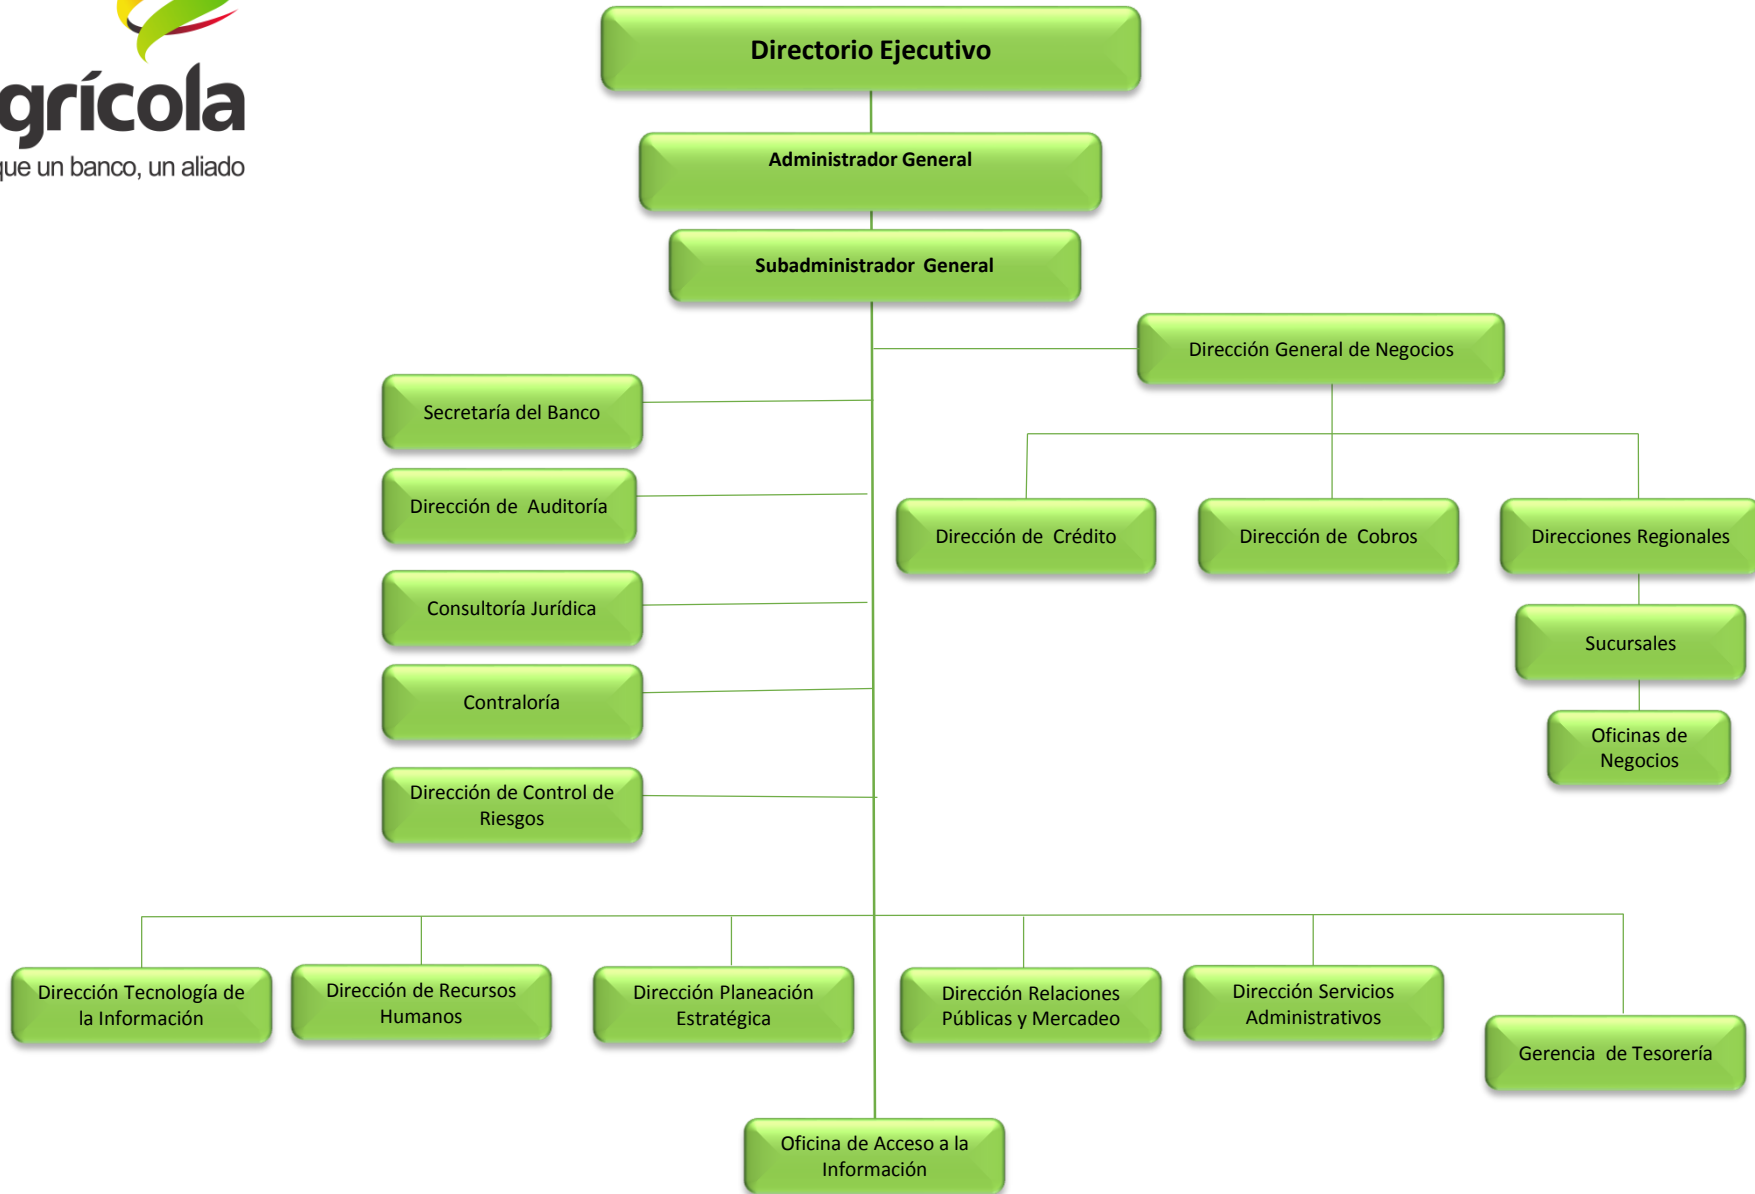 grícola
que un banco, un aliado
Directorio Ejecutivo
Administrador General
Subadministrador General
Dirección General de Negocios
Secretaría del Banco
Dirección de Auditoría
Consultoría Jurídica
Contraloría
Dirección de Control de
Riesgos
Dirección de Crédito
Dirección de Cobros
Direcciones Regionales
Sucursales
Oficinas de
Negocios
Dirección Tecnología de
la Información
Dirección de Recursos
Humanos
Dirección Planeación
Estratégica
Dirección Relaciones
Públicas y Mercadeo
Dirección Servicios
Administrativos
Gerencia de Tesorería
Oficina de Acceso a la
Información